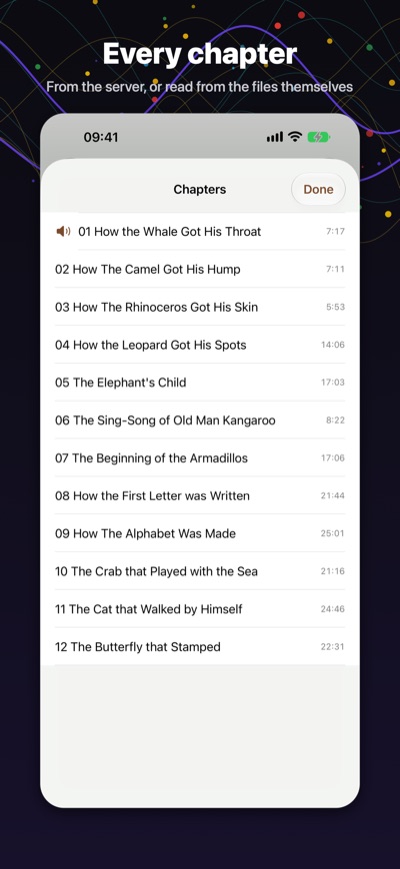 Every chapter
From the server, or read from the files themselves
09:41
Chapters
Done
01 How the Whale Got His Throat 7:17
02 How The Camel Got His Hump 7:11
03 How The Rhinoceros Got His Skin 5:53
04 How the Leopard Got His Spots 14:06
05 The Elephant's Child 17:03
06 The Sing-Song of Old Man Kangaroo 8:22
07 The Beginning of the Armadillos 17:06
08 How the First Letter was Written 21:44
09 How The Alphabet Was Made 25:01
10 The Crab that Played with the Sea 21:16
11 The Cat that Walked by Himself 24:46
12 The Butterfly that Stamped 22:31